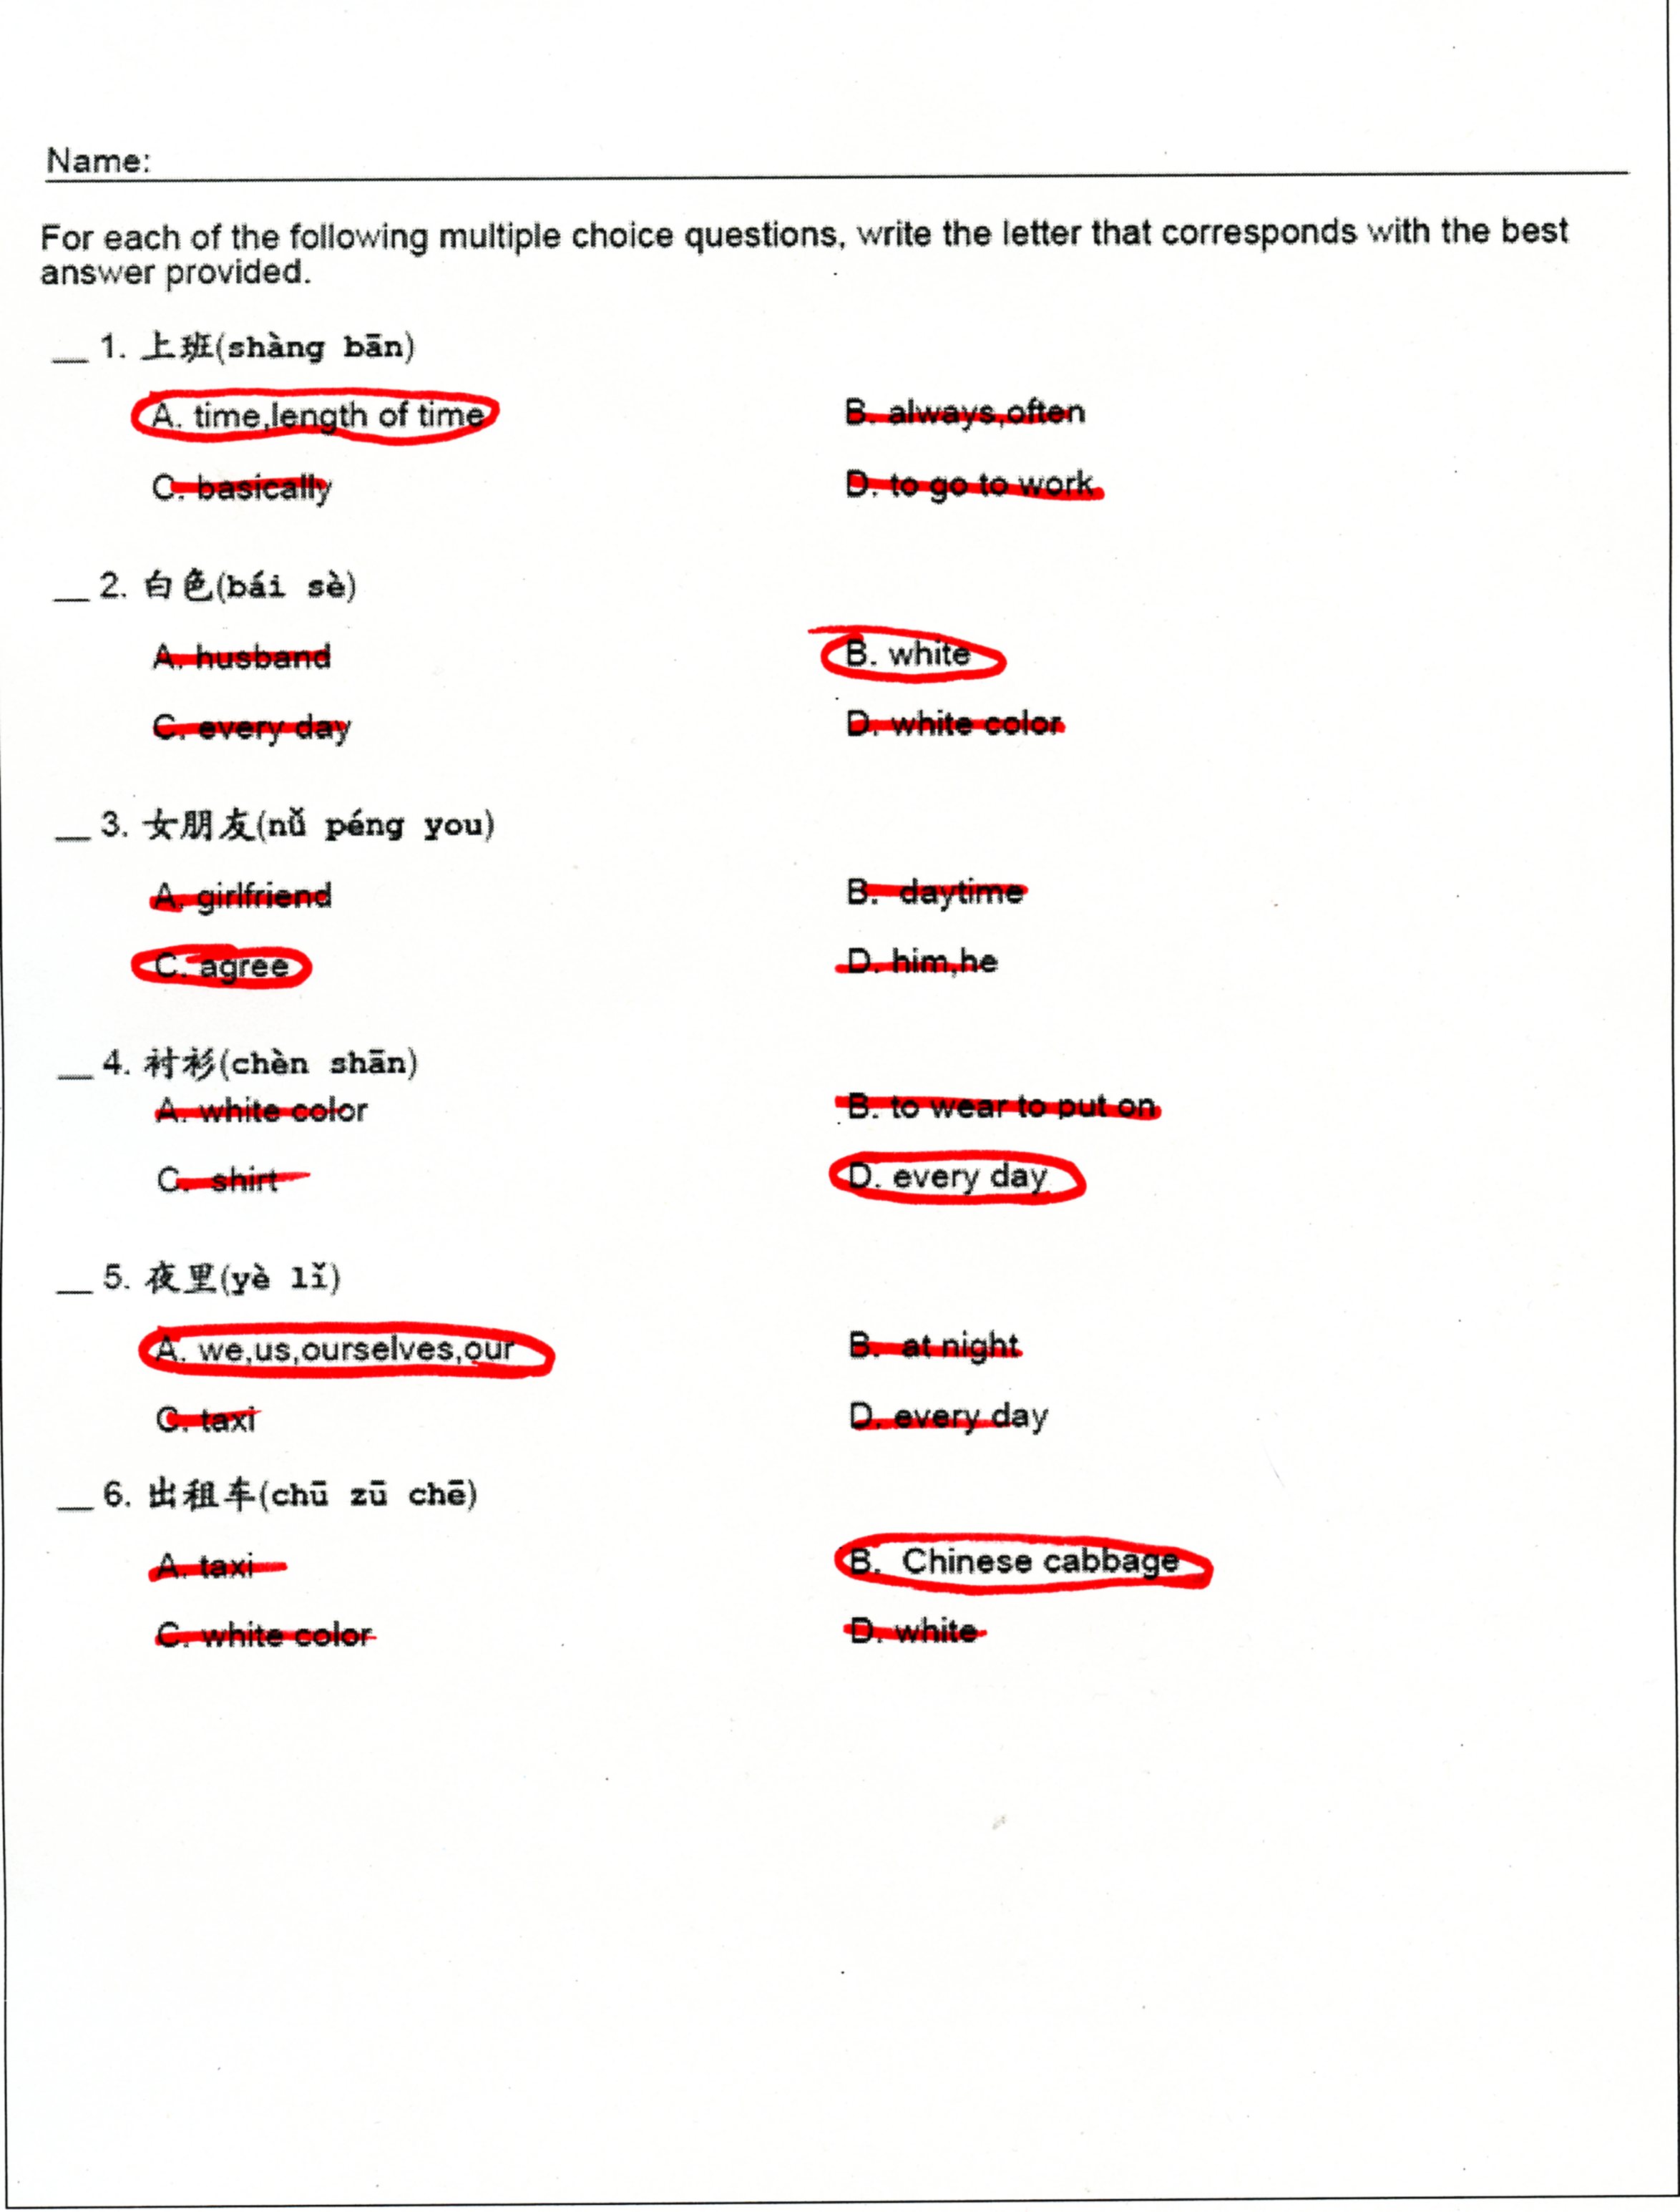 Name:
For each of the following multiple choice questions, write the letter that corresponds with the best
answer provided.
__ 1. 上班(shàng bān)
A. time,length of time B. always,often
C. basically D. to go to work
__ 2. 白色(bái sè)
A. husband B. white
C. every day D. white color
__ 3. 女朋友(nǚ péng you)
A. girlfriend B. daytime
C. agree D. him,he
__ 4. 衬衫(chèn shān)
A. white color B. to wear to put on
C. shirt D. every day
__ 5. 夜里(yè lǐ)
A. we,us,ourselves,our B. at night
C. taxi D. every day
__ 6. 出租车(chū zū chē)
A. taxi B. Chinese cabbage
C. white color D. white